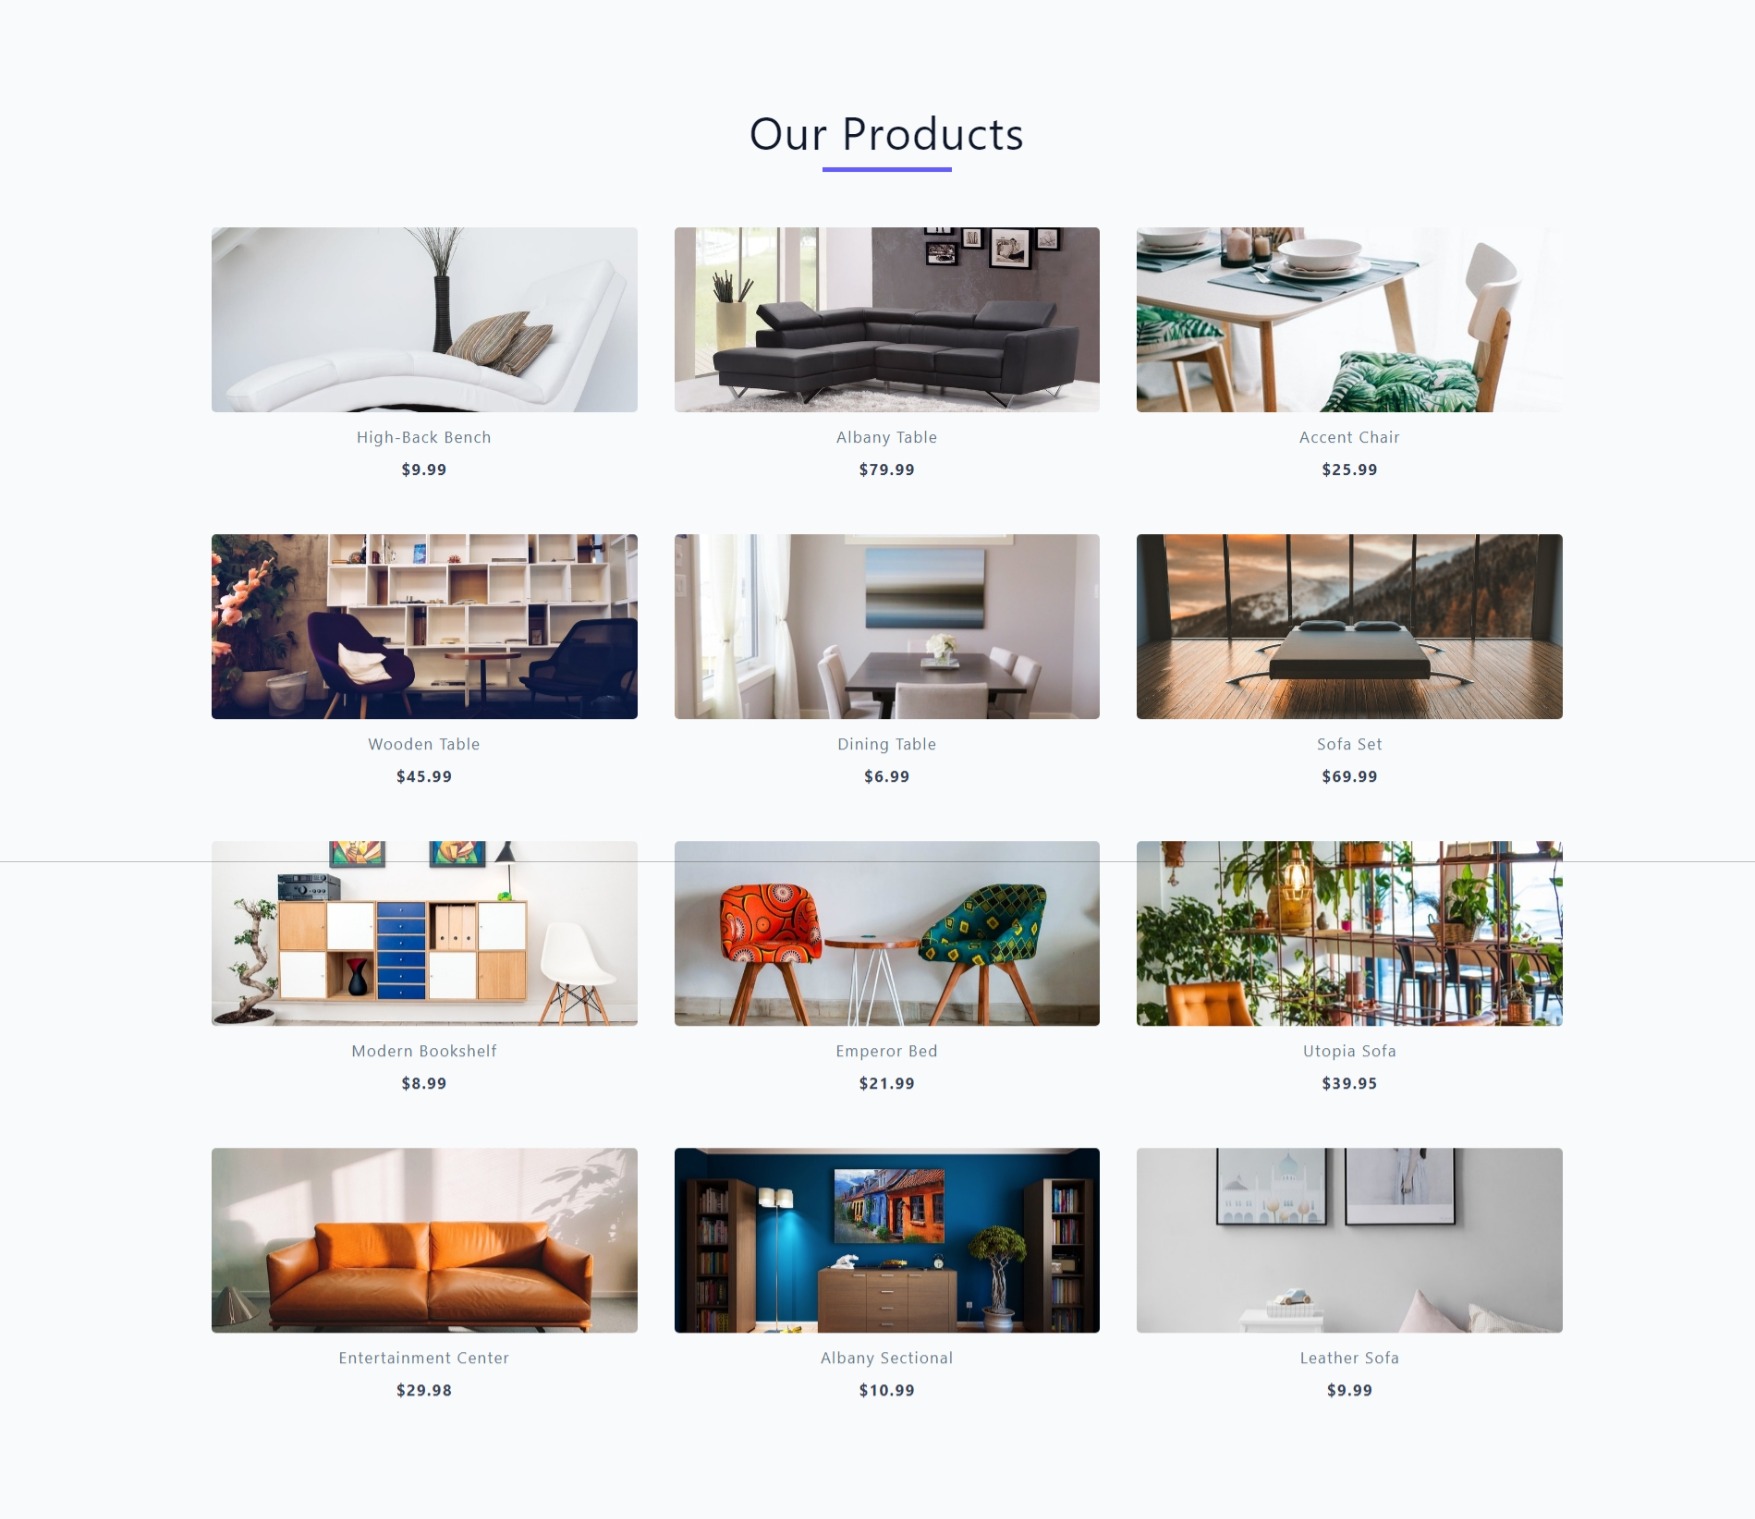 Our Products
High-Back Bench
$9.99
Albany Table
$79.99
Accent Chair
$25.99
Wooden Table
$45.99
Dining Table
$6.99
Sofa Set
$69.99
Modern Bookshelf
$8.99
Emperor Bed
$21.99
Utopia Sofa
$39.95
Entertainment Center
$29.98
Albany Sectional
$10.99
Leather Sofa
$9.99